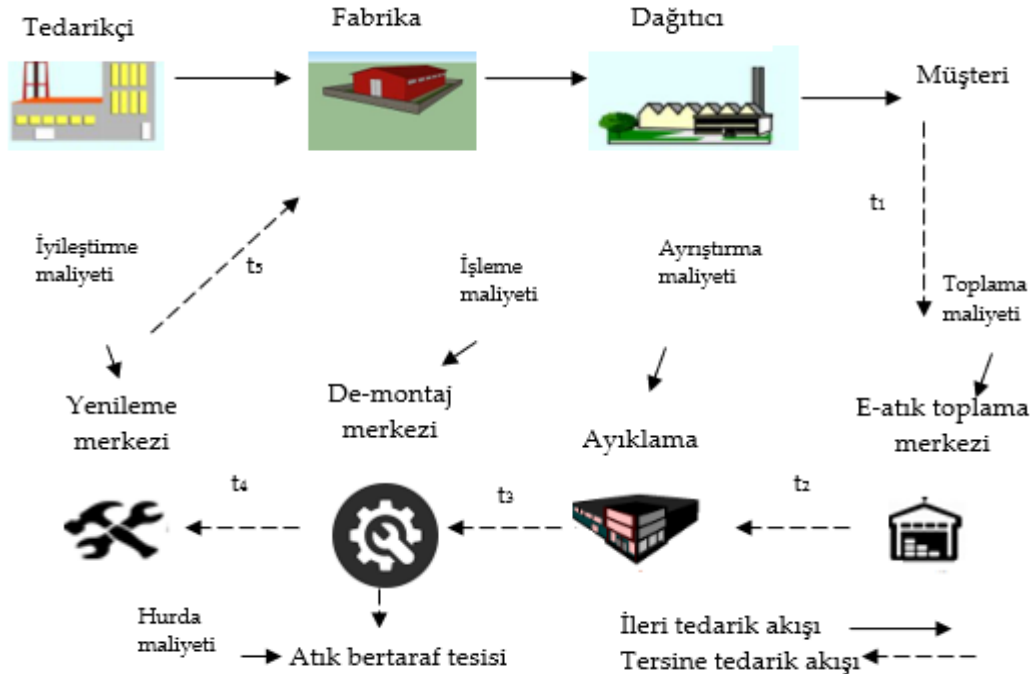 Tedarikçi
Fabrika
Dağıtıcı
Müşteri
t₁
İyileştirme
maliyeti
t₅
İşleme
maliyeti
Ayrıştırma
maliyeti
Toplama
maliyeti
Yenileme
merkezi
De-montaj
merkezi
Ayıklama
E-atık toplama
merkezi
t₄
t₃
t₂
Hurda
maliyeti
Atık bertaraf tesisi
İleri tedarik akışı
Tersine tedarik akışı